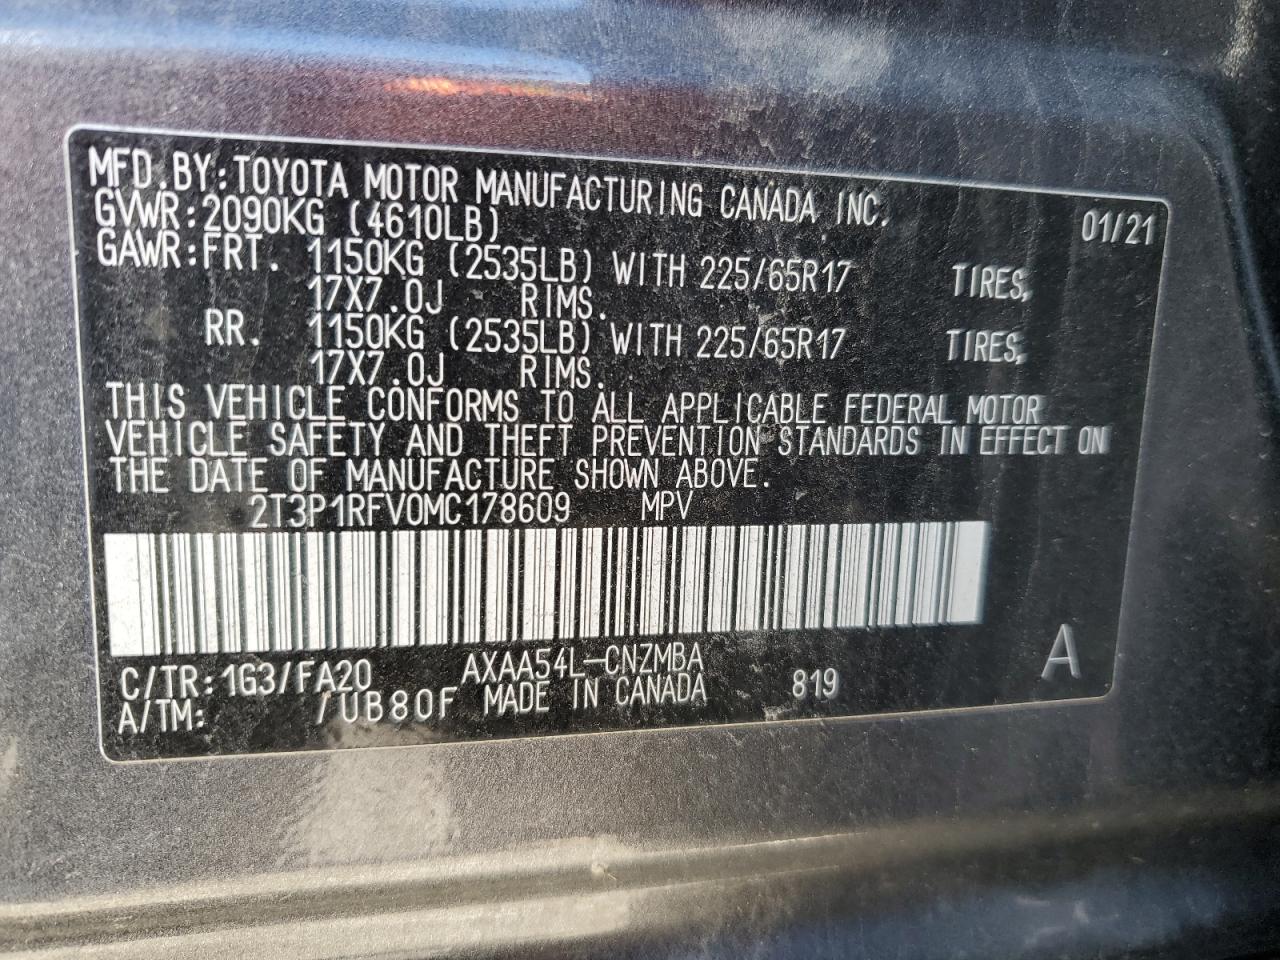 MFD.BY:TOYOTA MOTOR MANUFACTURING CANADA INC. 01/21
GVWR:2090KG (4610LB)
GAWR:FRT. 1150KG (2535LB) WITH 225/65R17 TIRES,
17X7.0J RIMS.
RR. 1150KG (2535LB) WITH 225/65R17 TIRES,
17X7.0J RIMS.
THIS VEHICLE CONFORMS TO ALL APPLICABLE FEDERAL MOTOR
VEHICLE SAFETY AND THEFT PREVENTION STANDARDS IN EFFECT ON
THE DATE OF MANUFACTURE SHOWN ABOVE.
2T3P1RFV0MC178609 MPV
C/TR:1G3/FA20 AXAA54L-CNZMBA 819 A
A/TM: /UB80F MADE IN CANADA